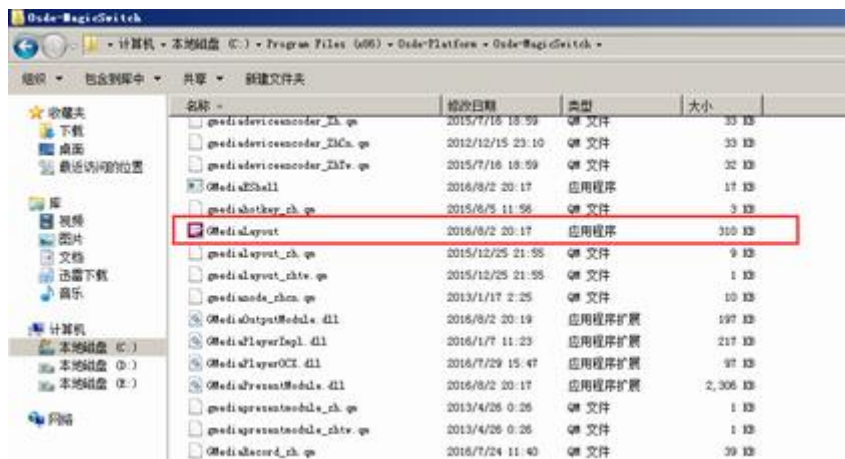 Osde-MagicSwitch
计算机 本地磁盘 (C:) Program Files (x86) Osde-Platform Osde-MagicSwitch
组织 包含到库中 共享 新建文件夹
收藏夹
下载
桌面
最近访问的位置
库
视频
图片
文档
迅雷下载
音乐
计算机
本地磁盘 (C:)
本地磁盘 (D:)
本地磁盘 (E:)
网络
名称 修改日期 类型 大小
gmediadeviceencoder_Zh.qm 2015/7/16 18:59 QM 文件 33 KB
gmediadeviceencoder_ZhCn.qm 2012/12/15 23:10 QM 文件 33 KB
gmediadeviceencoder_ZhTw.qm 2015/7/16 18:59 QM 文件 32 KB
GMediaEShell 2016/8/2 20:17 应用程序 17 KB
gmediahotkey_zh.qm 2015/6/5 11:56 QM 文件 3 KB
GMediaLayout 2016/8/2 20:17 应用程序 310 KB
gmedialayout_zh.qm 2015/12/25 21:55 QM 文件 9 KB
gmedialayout_zhtw.qm 2015/12/25 21:55 QM 文件 1 KB
gmedianode_zhcn.qm 2013/1/17 2:25 QM 文件 10 KB
GMediaOutputModule.dll 2016/8/2 20:19 应用程序扩展 197 KB
GMediaPlayerImpl.dll 2016/1/7 11:23 应用程序扩展 217 KB
GMediaPlayerOCX.dll 2016/7/29 15:47 应用程序扩展 97 KB
GMediaPresentModule.dll 2016/8/2 20:17 应用程序扩展 2,306 KB
gmediapresentmodule_zh.qm 2013/4/26 0:26 QM 文件 1 KB
gmediapresentmodule_zhtw.qm 2013/4/26 0:26 QM 文件 1 KB
GMediaRecord_zh.qm 2016/7/24 11:40 QM 文件 39 KB